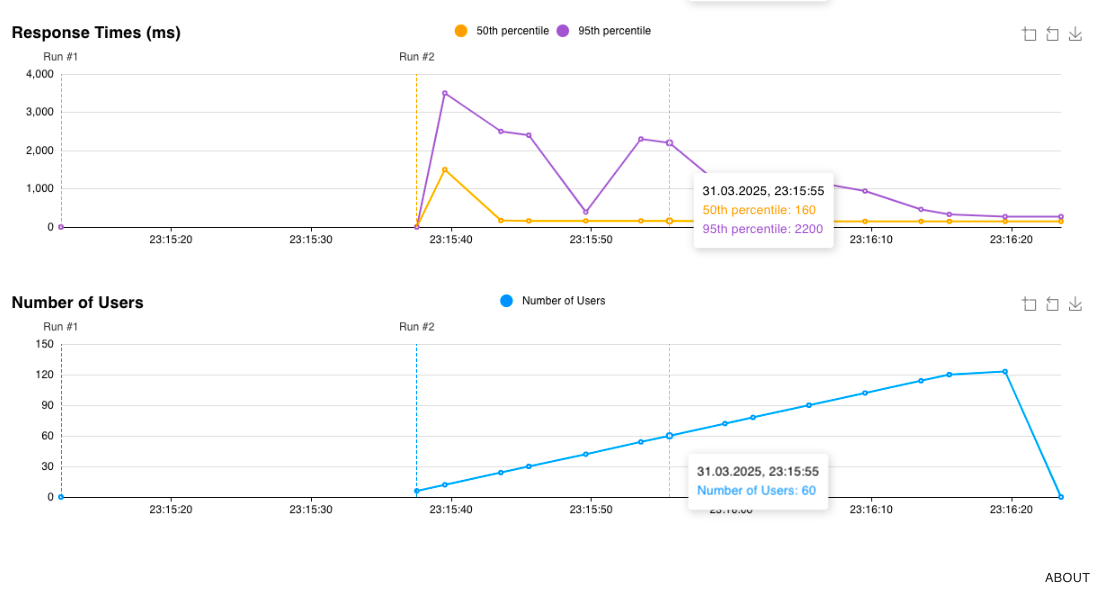 Response Times (ms)
50th percentile
95th percentile
Run #1
Run #2
4,000
3,000
2,000
1,000
0
31.03.2025, 23:15:55
50th percentile: 160
95th percentile: 2200
23:15:20
23:15:30
23:15:40
23:15:50
23:16:10
23:16:20
Number of Users
Number of Users
Run #1
Run #2
150
120
90
60
30
0
31.03.2025, 23:15:55
Number of Users: 60
23:15:20
23:15:30
23:15:40
23:15:50
23:16:00
23:16:10
23:16:20
ABOUT